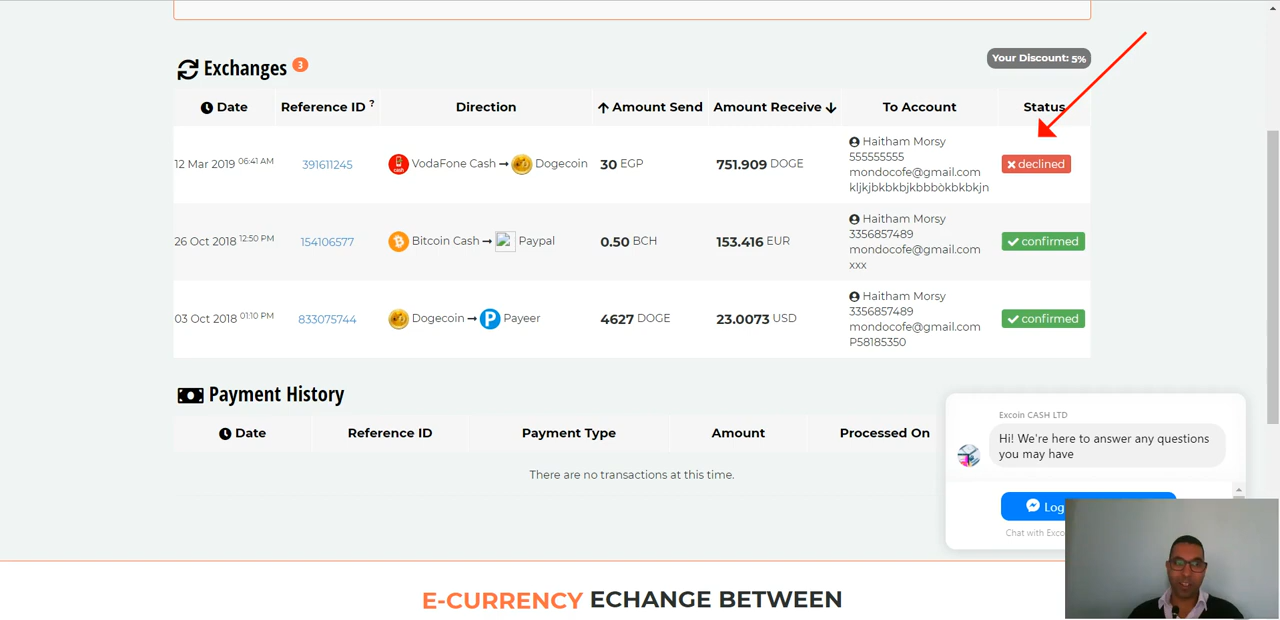 Exchanges 3
Your Discount: 5%
Date Reference ID ? Direction Amount Send Amount Receive To Account Status
12 Mar 2019 06:41 AM 391611245 VodaFone Cash Dogecoin 30 EGP 751.909 DOGE
Haitham Morsy
555555555
mondocofe@gmail.com
kljkjbkbkbjkbbbòkbkbkjn
declined
26 Oct 2018 12:50 PM 154106577 Bitcoin Cash Paypal 0.50 BCH 153.416 EUR
Haitham Morsy
3356857489
mondocofe@gmail.com
xxx
confirmed
03 Oct 2018 01:10 PM 833075744 Dogecoin Payeer 4627 DOGE 23.0073 USD
Haitham Morsy
3356857489
mondocofe@gmail.com
P58185350
confirmed
Payment History
Date Reference ID Payment Type Amount Processed On
There are no transactions at this time.
Excoin CASH LTD
Hi! We're here to answer any questions
you may have
Log
Chat with Exco
E-CURRENCY ECHANGE BETWEEN